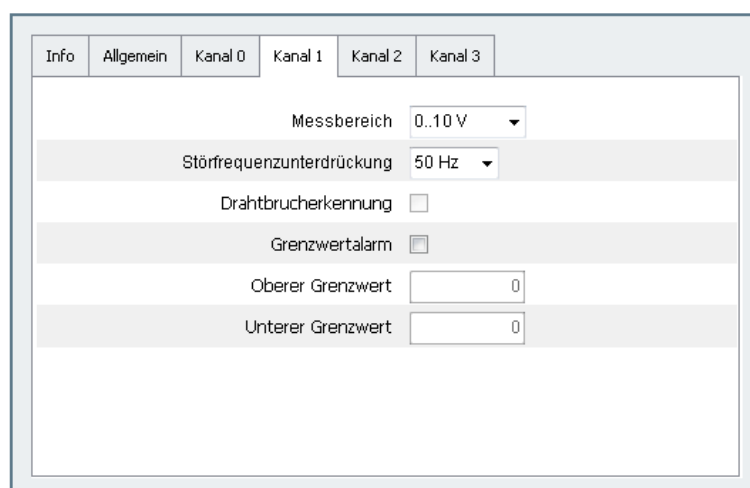 Info Allgemein Kanal 0 Kanal 1 Kanal 2 Kanal 3
Messbereich 0..10 V
Störfrequenzunterdrückung 50 Hz
Drahtbrucherkennung
Grenzwertalarm
Oberer Grenzwert 0
Unterer Grenzwert 0